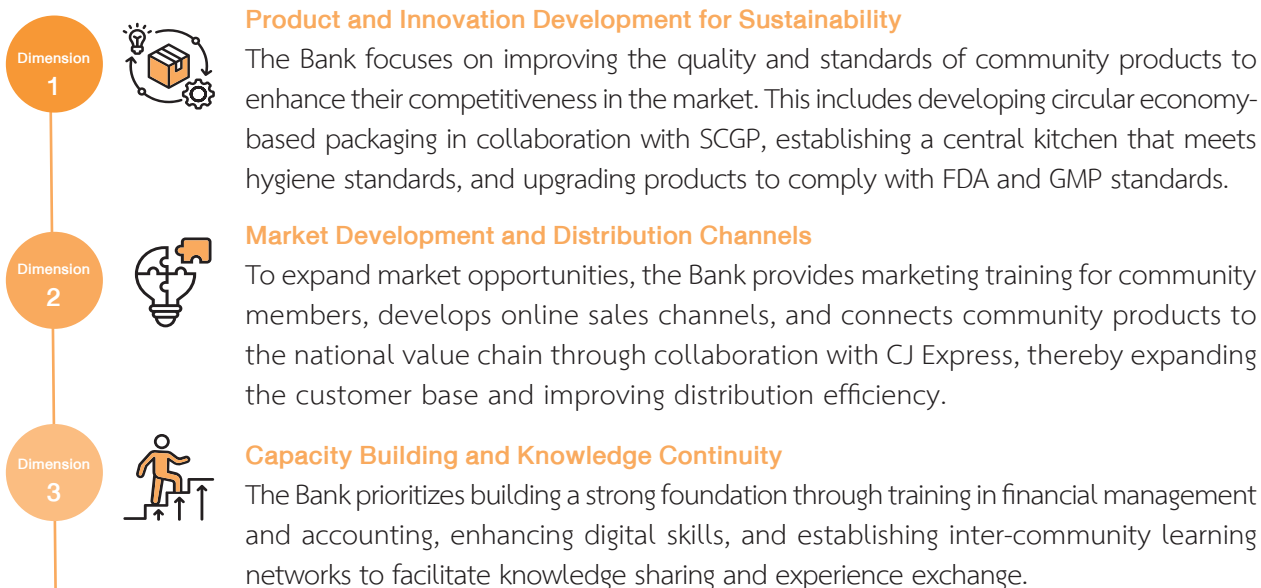 Dimension
1
Product and Innovation Development for Sustainability
The Bank focuses on improving the quality and standards of community products to
enhance their competitiveness in the market. This includes developing circular economy-
based packaging in collaboration with SCGP, establishing a central kitchen that meets
hygiene standards, and upgrading products to comply with FDA and GMP standards.
Dimension
2
Market Development and Distribution Channels
To expand market opportunities, the Bank provides marketing training for community
members, develops online sales channels, and connects community products to
the national value chain through collaboration with CJ Express, thereby expanding
the customer base and improving distribution efficiency.
Dimension
3
Capacity Building and Knowledge Continuity
The Bank prioritizes building a strong foundation through training in financial management
and accounting, enhancing digital skills, and establishing inter-community learning
networks to facilitate knowledge sharing and experience exchange.